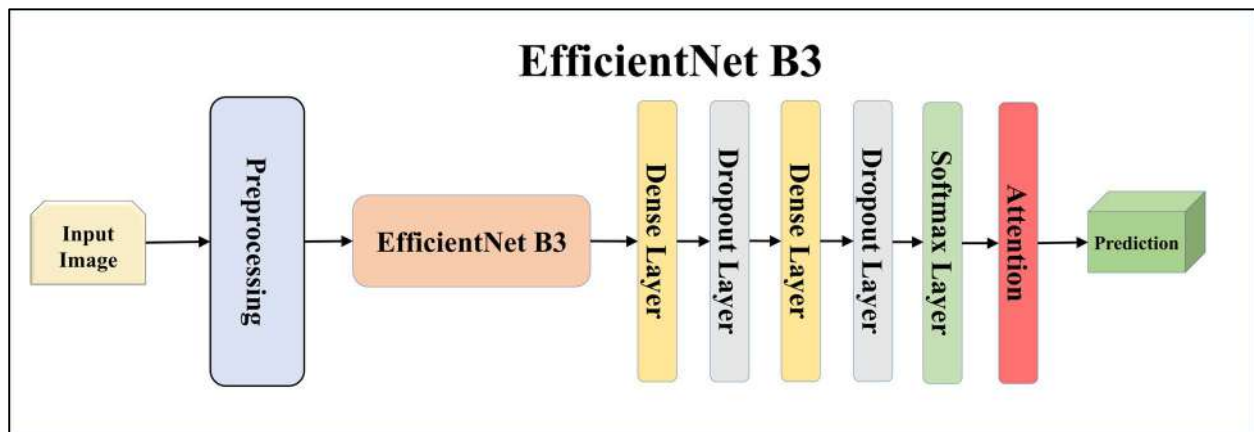 EfficientNet B3
Input
Image
Preprocessing
EfficientNet B3
Dense Layer
Dropout Layer
Dense Layer
Dropout Layer
Softmax Layer
Attention
Prediction